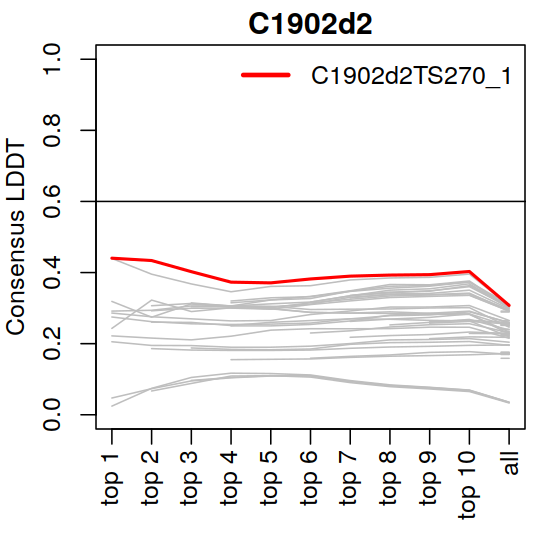 C1902d2
C1902d2TS270_1
Consensus LDDT
1.0
0.8
0.6
0.4
0.2
0.0
top 1
top 2
top 3
top 4
top 5
top 6
top 7
top 8
top 9
top 10
all